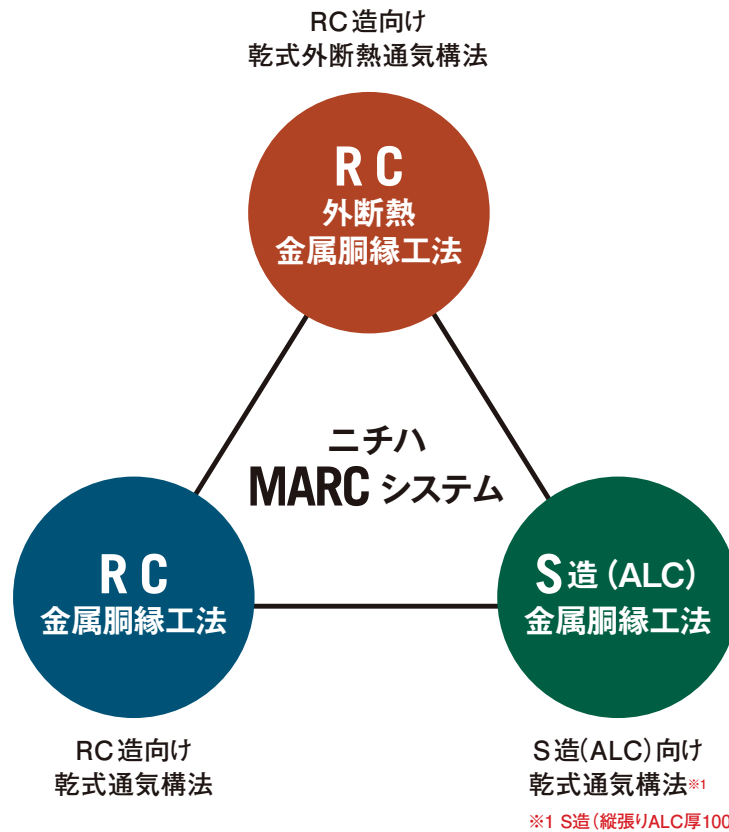 RC造向け
乾式外断熱通気構法
RC
外断熱
金属胴縁工法
ニチハ
MARC システム
RC
金属胴縁工法
S造(ALC)
金属胴縁工法
RC造向け
乾式通気構法
S造(ALC)向け
乾式通気構法※1
※1 S造(縦張りALC厚100